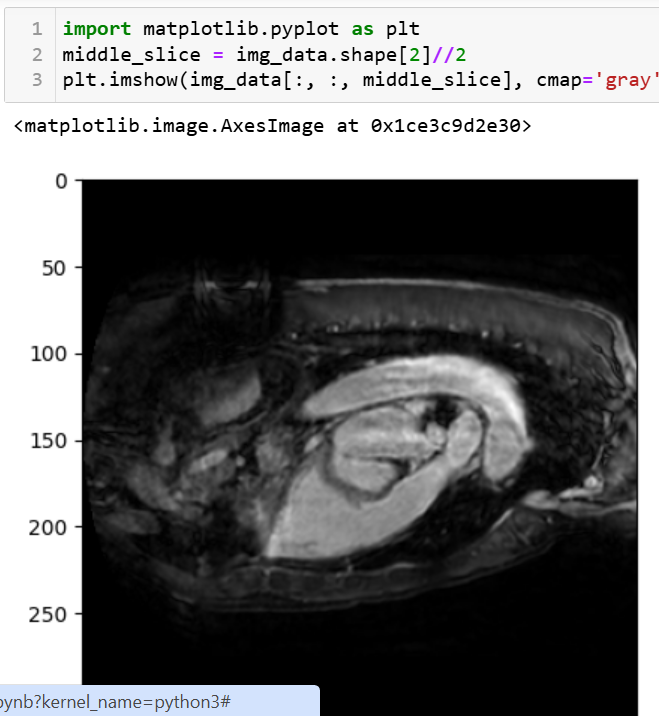 1 import matplotlib.pyplot as plt
2 middle_slice = img_data.shape[2]//2
3 plt.imshow(img_data[:, :, middle_slice], cmap='gray'
<matplotlib.image.AxesImage at 0x1ce3c9d2e30>
0
50
100
150
200
250
ynb?kernel_name=python3#